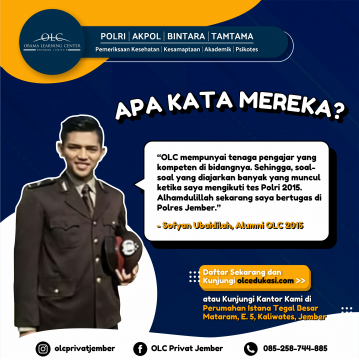 OLC
OBAMA LEARNING CENTER
POLRI | AKPOL | BINTARA | TAMTAMA
Pemeriksaan Kesehatan | Kesamaptaan | Akademik | Psikotes
APA KATA MEREKA?
“OLC mempunyai tenaga pengajar yang
kompeten di bidangnya. Sehingga, soal-
soal yang diajarkan banyak yang muncul
ketika saya mengikuti tes Polri 2015.
Alhamdulillah sekarang saya bertugas di
Polres Jember.”
- Sofyan Ubaidilah, Alumni OLC 2015
Daftar Sekarang dan
Kunjungi olcedukasi.com >>
atau Kunjungi Kantor Kami di
Perumahan Istana Tegal Besar
Mataram, E. 5, Kaliwates, Jember
olcprivatjember
OLC Privat Jember
085-258-744-885